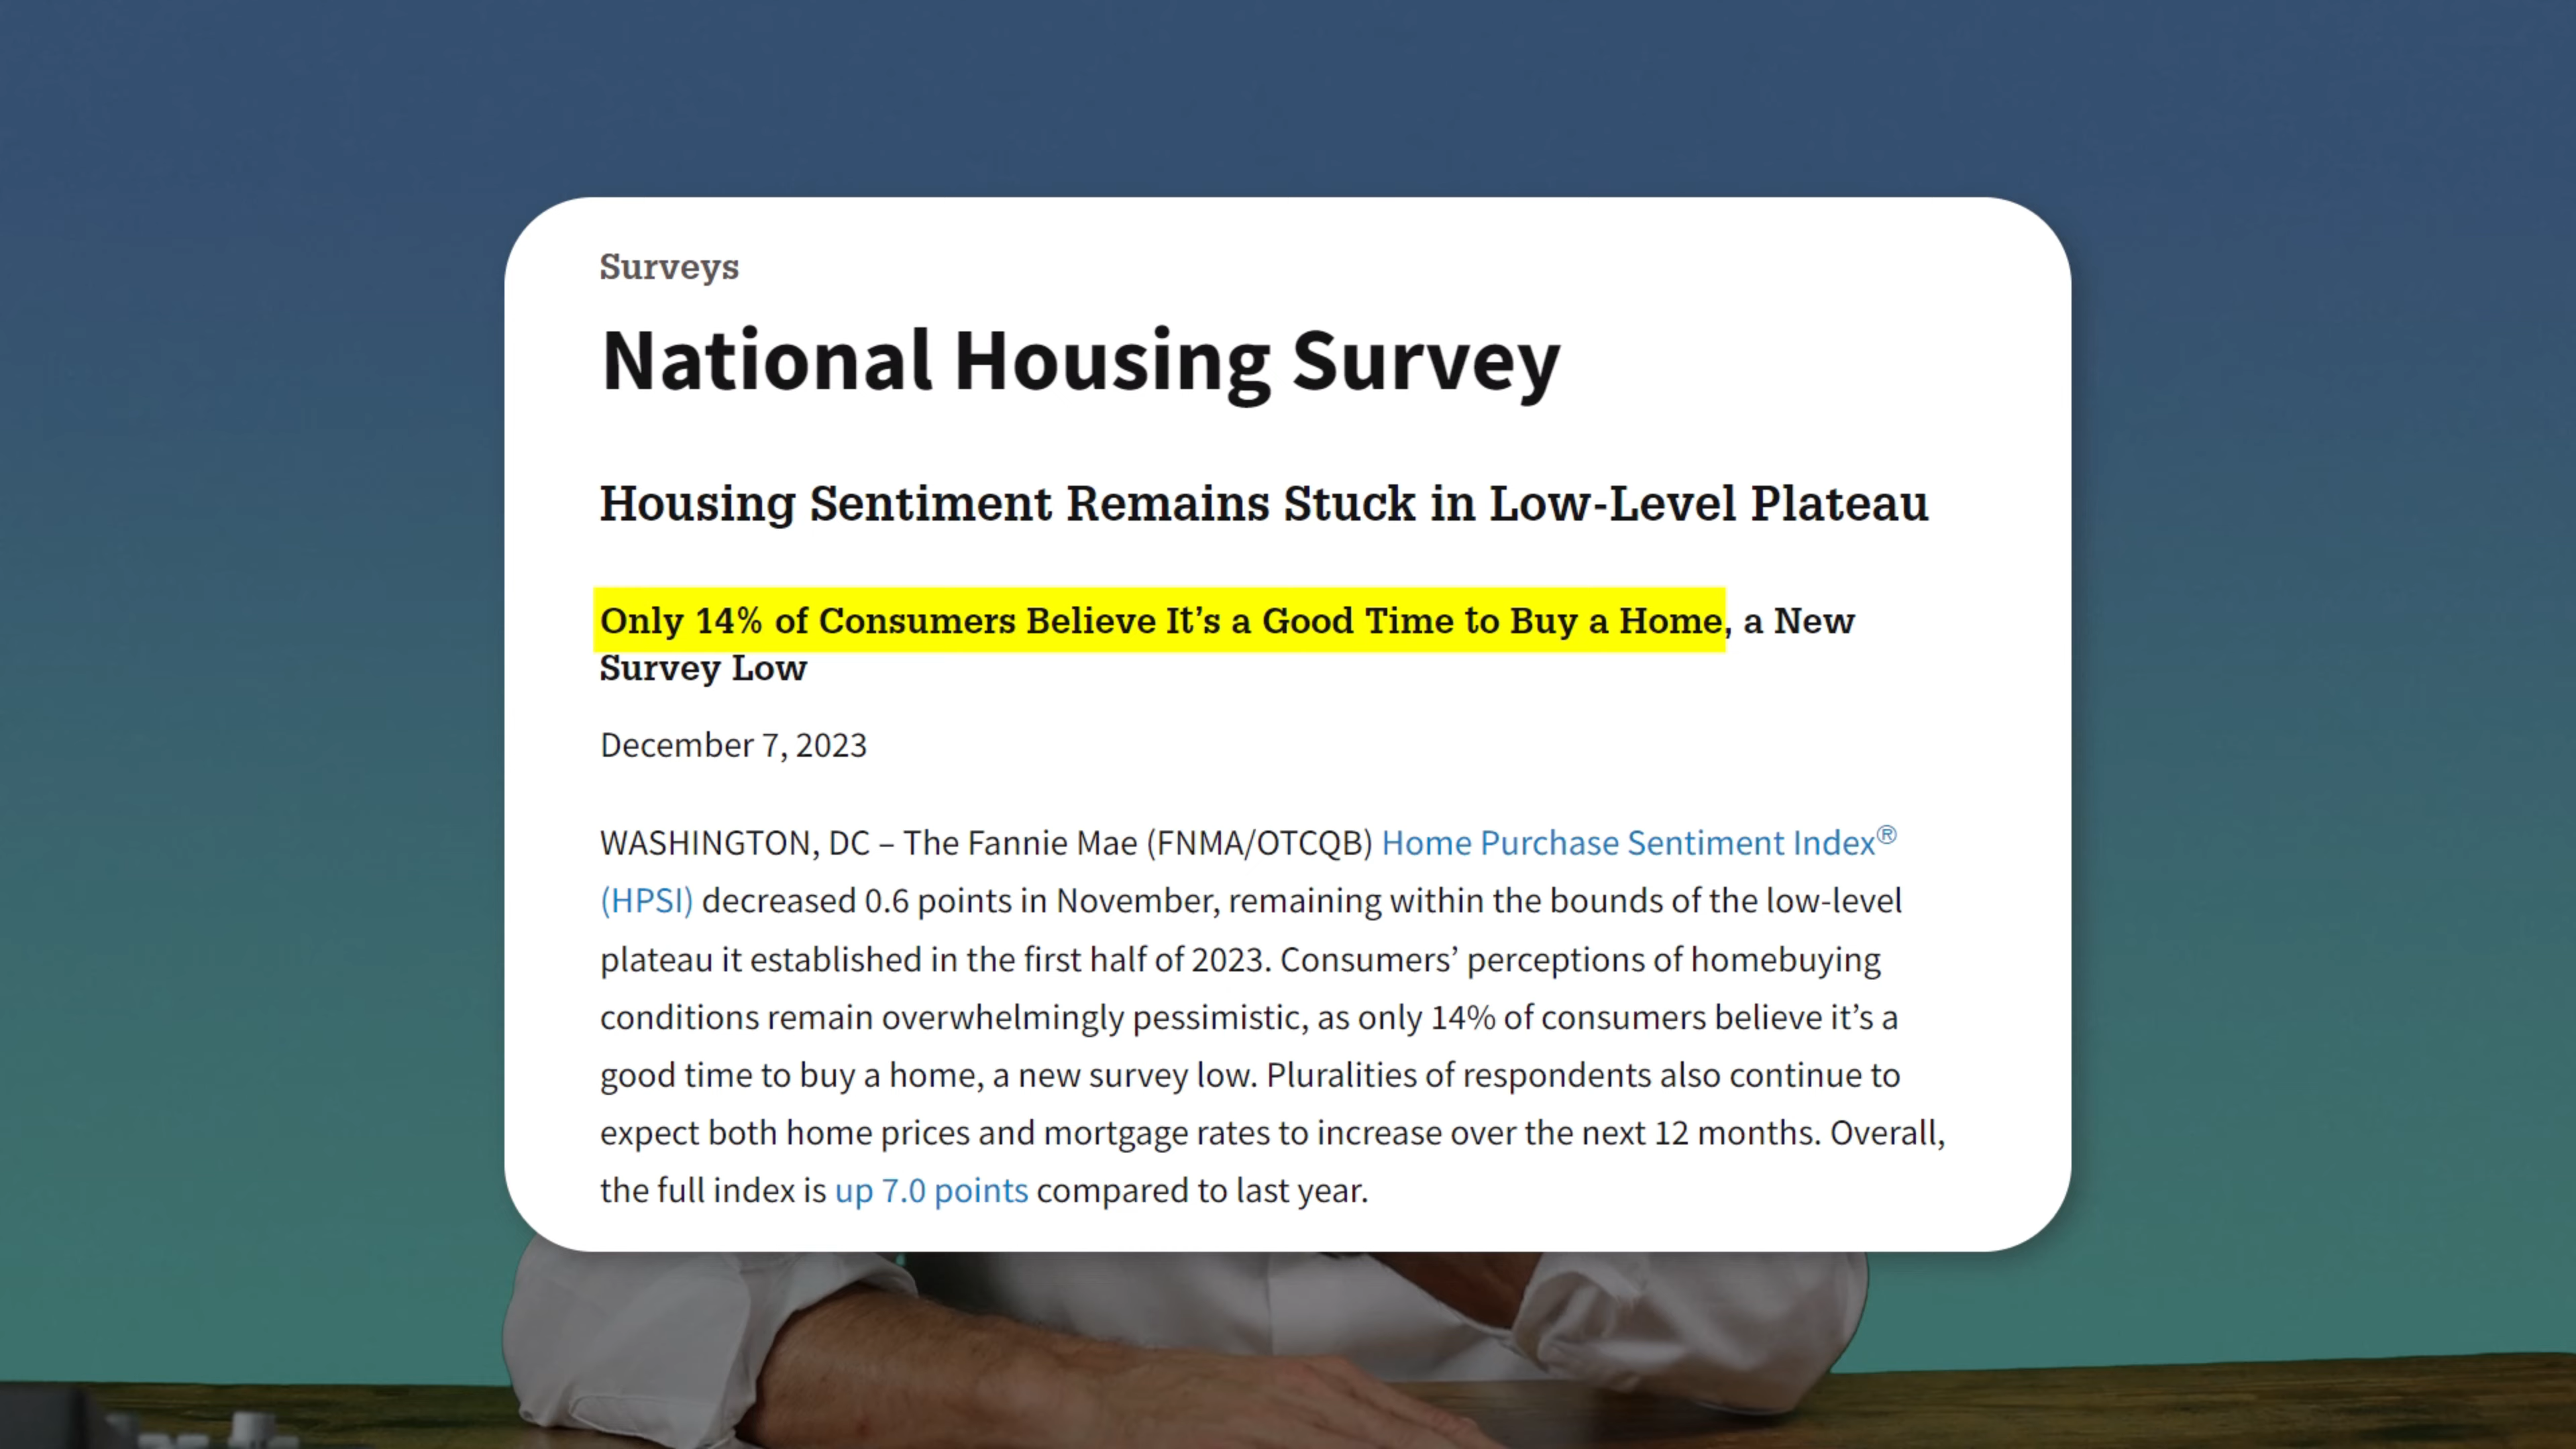 Surveys
National Housing Survey
Housing Sentiment Remains Stuck in Low-Level Plateau
Only 14% of Consumers Believe It’s a Good Time to Buy a Home, a New
Survey Low
December 7, 2023
WASHINGTON, DC – The Fannie Mae (FNMA/OTCQB) Home Purchase Sentiment Index®
(HPSI) decreased 0.6 points in November, remaining within the bounds of the low-level
plateau it established in the first half of 2023. Consumers’ perceptions of homebuying
conditions remain overwhelmingly pessimistic, as only 14% of consumers believe it’s a
good time to buy a home, a new survey low. Pluralities of respondents also continue to
expect both home prices and mortgage rates to increase over the next 12 months. Overall,
the full index is up 7.0 points compared to last year.